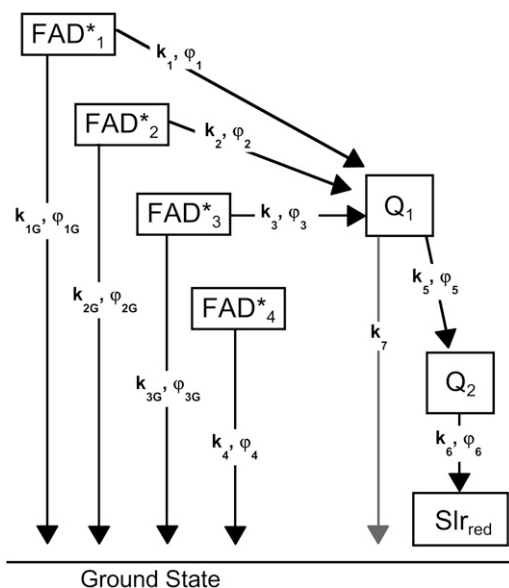 FAD*₁
k₁, φ₁
FAD*₂
k₂, φ₂
FAD*₃
k₃, φ₃
Q₁
k₁G, φ₁G
k₂G, φ₂G
FAD*₄
k₅, φ₅
k₇
k₃G, φ₃G
Q₂
k₄, φ₄
k₆, φ₆
Slrred
Ground State